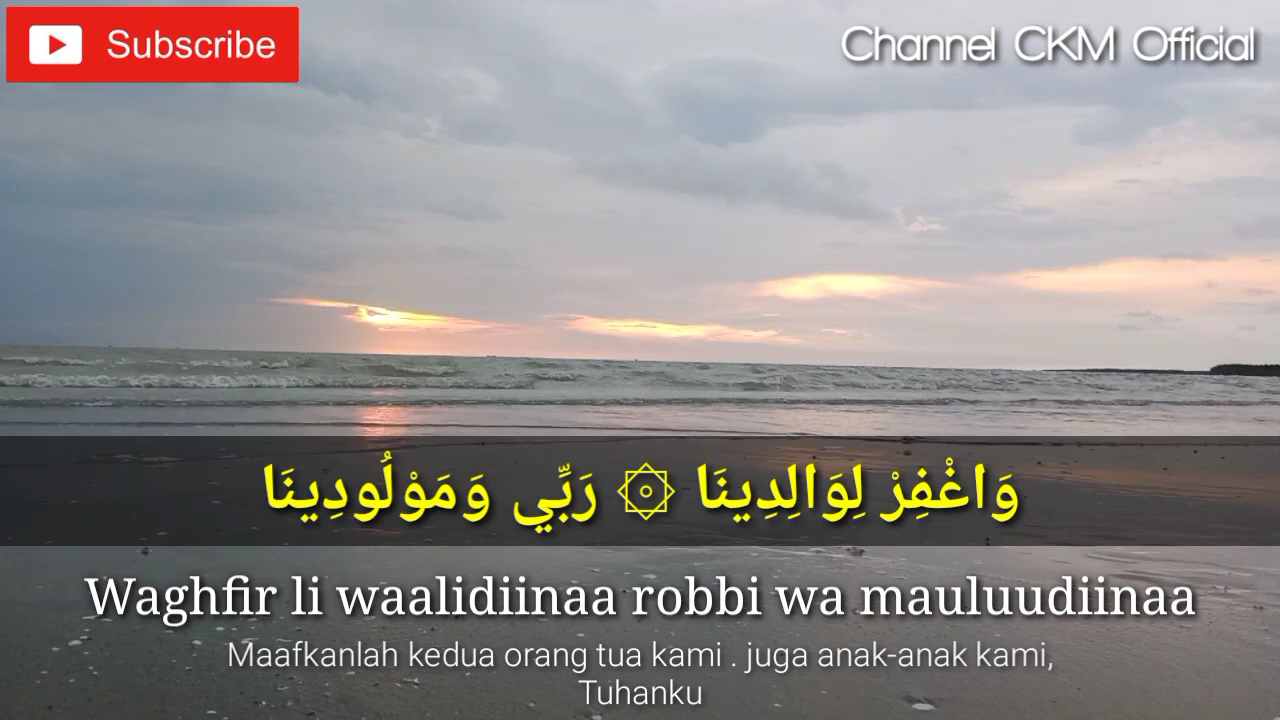 Subscribe
Channel CKM Official
وَاغْفِرْ لِوَالِدِينَا ۞ رَبِّي وَمَوْلُودِينَا
Waghfir li waalidiinaa robbi wa mauluudiinaa
Maafkanlah kedua orang tua kami . juga anak-anak kami,
Tuhanku